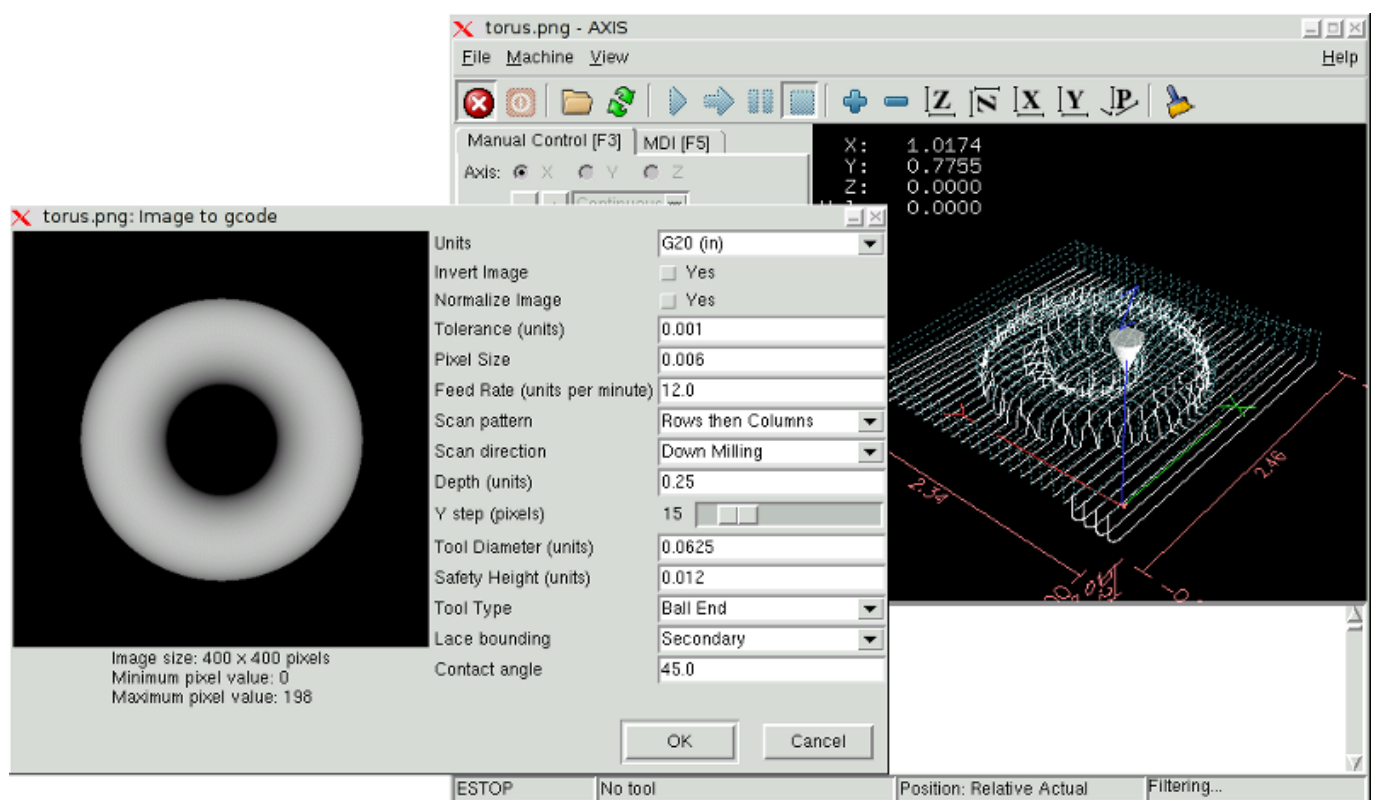 torus.png - AXIS
File Machine View Help
Z N X Y P
Manual Control [F3] MDI [F5]
Axis: X Y Z
Continuous
X: 1.0174
Y: 0.7755
Z: 0.0000
0.0000
2.34
2.46
torus.png: Image to gcode
Units G20 (in)
Invert Image Yes
Normalize Image Yes
Tolerance (units) 0.001
Pixel Size 0.006
Feed Rate (units per minute) 12.0
Scan pattern Rows then Columns
Scan direction Down Milling
Depth (units) 0.25
Y step (pixels) 15
Tool Diameter (units) 0.0625
Safety Height (units) 0.012
Tool Type Ball End
Lace bounding Secondary
Contact angle 45.0
Image size: 400 x 400 pixels
Minimum pixel value: 0
Maximum pixel value: 198
OK Cancel
ESTOP No tool Position: Relative Actual Filtering...